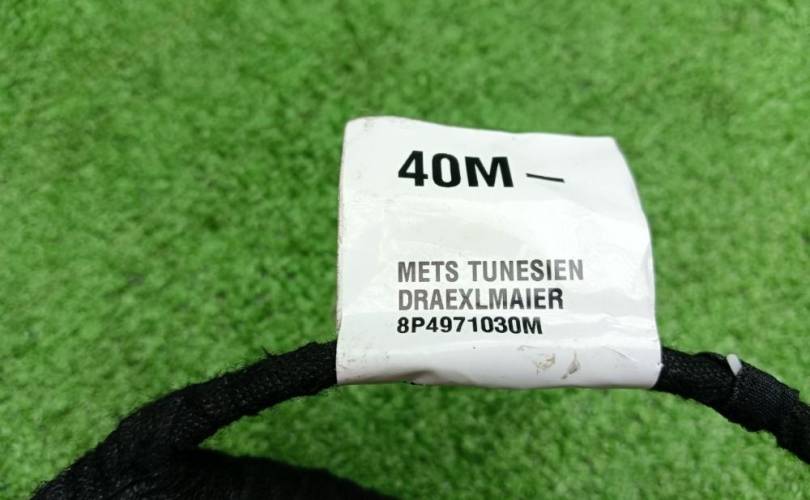 40M –
METS TUNESIEN
DRAEXLMAIER
8P4971030M